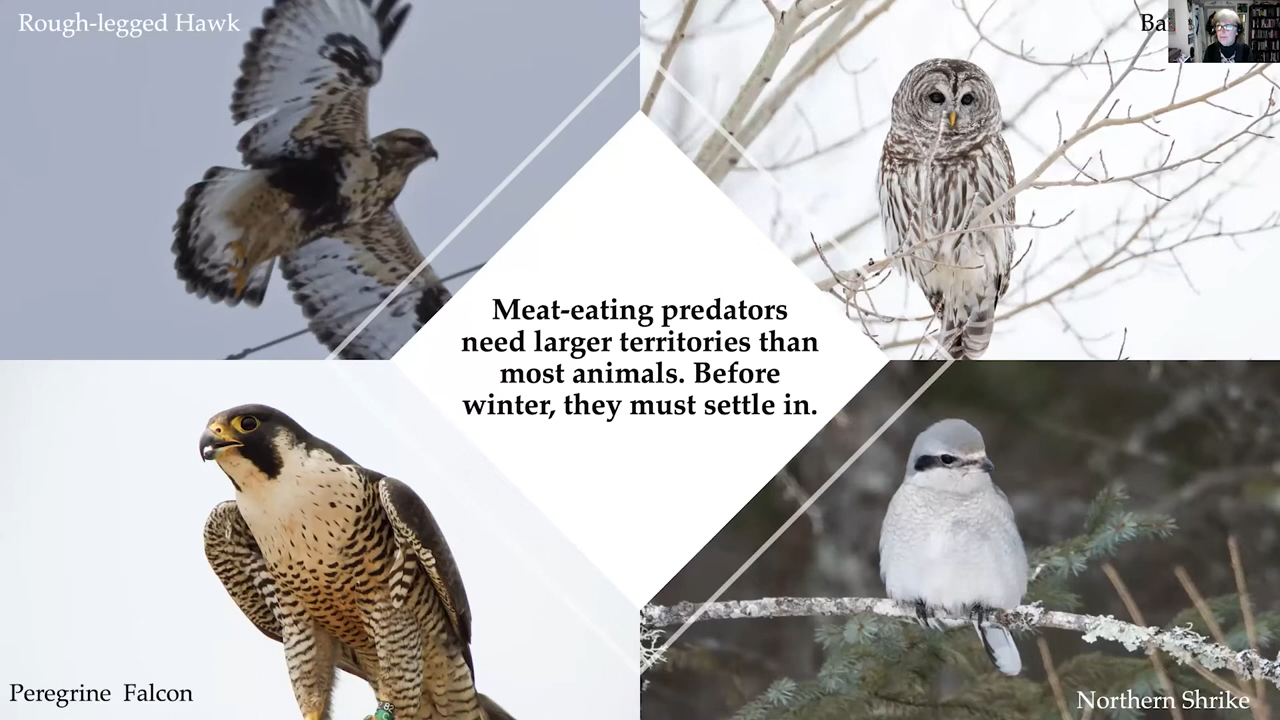 Rough-legged Hawk
Meat-eating predators
need larger territories than
most animals. Before
winter, they must settle in.
Peregrine  Falcon
Northern Shrike